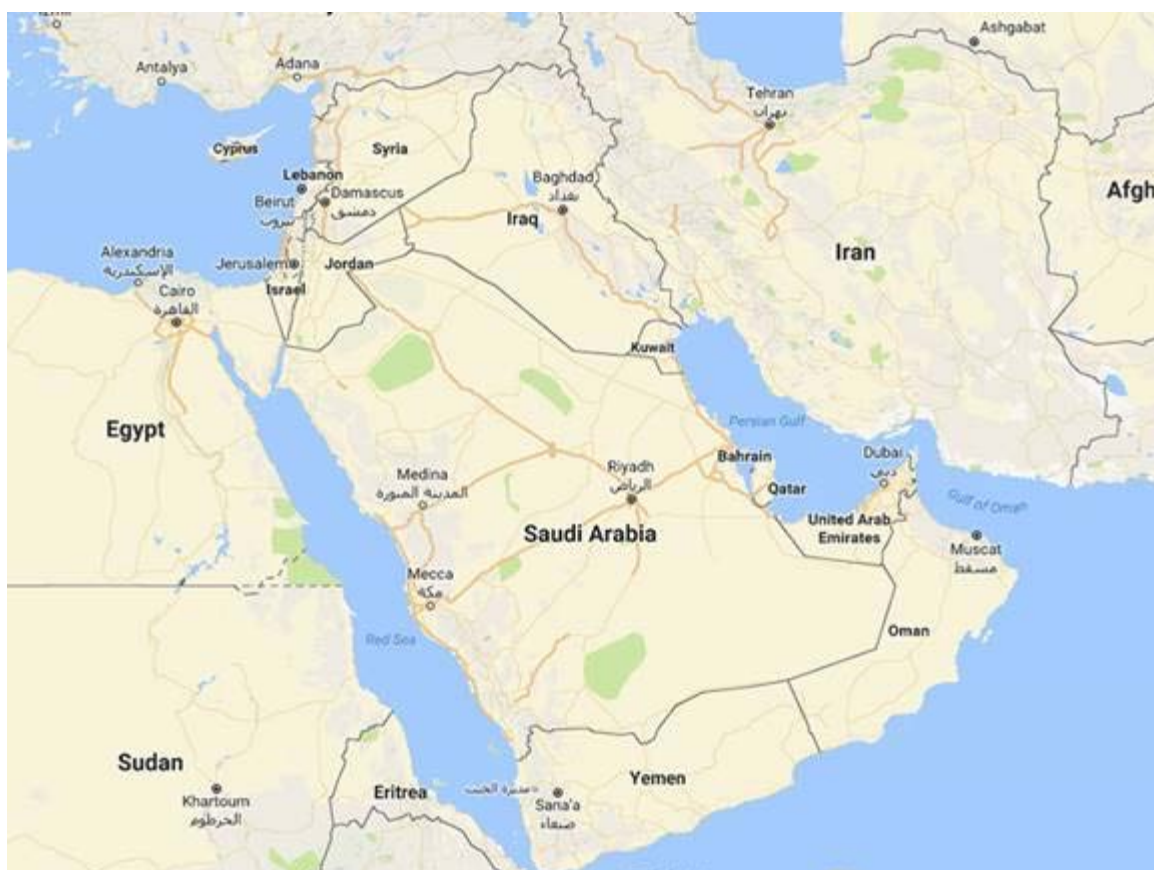 Ashgabat
Antalya
Adana
Tehran
تهران
Cyprus
Syria
Lebanon
Beirut
بيروت
Damascus
دمشق
Baghdad
بغداد
Iraq
Iran
Afgh
Alexandria
الإسكندرية
Cairo
القاهرة
Jerusalem
Israel
Jordan
Kuwait
Egypt
Persian Gulf
Bahrain
Qatar
Dubai
دبي
Gulf of Oman
Medina
المدينة المنورة
Riyadh
الرياض
Saudi Arabia
United Arab
Emirates
Muscat
مسقط
Mecca
مكة
Red Sea
Oman
Sudan
Khartoum
الخرطوم
Eritrea
Yemen
Sana'a
صنعاء